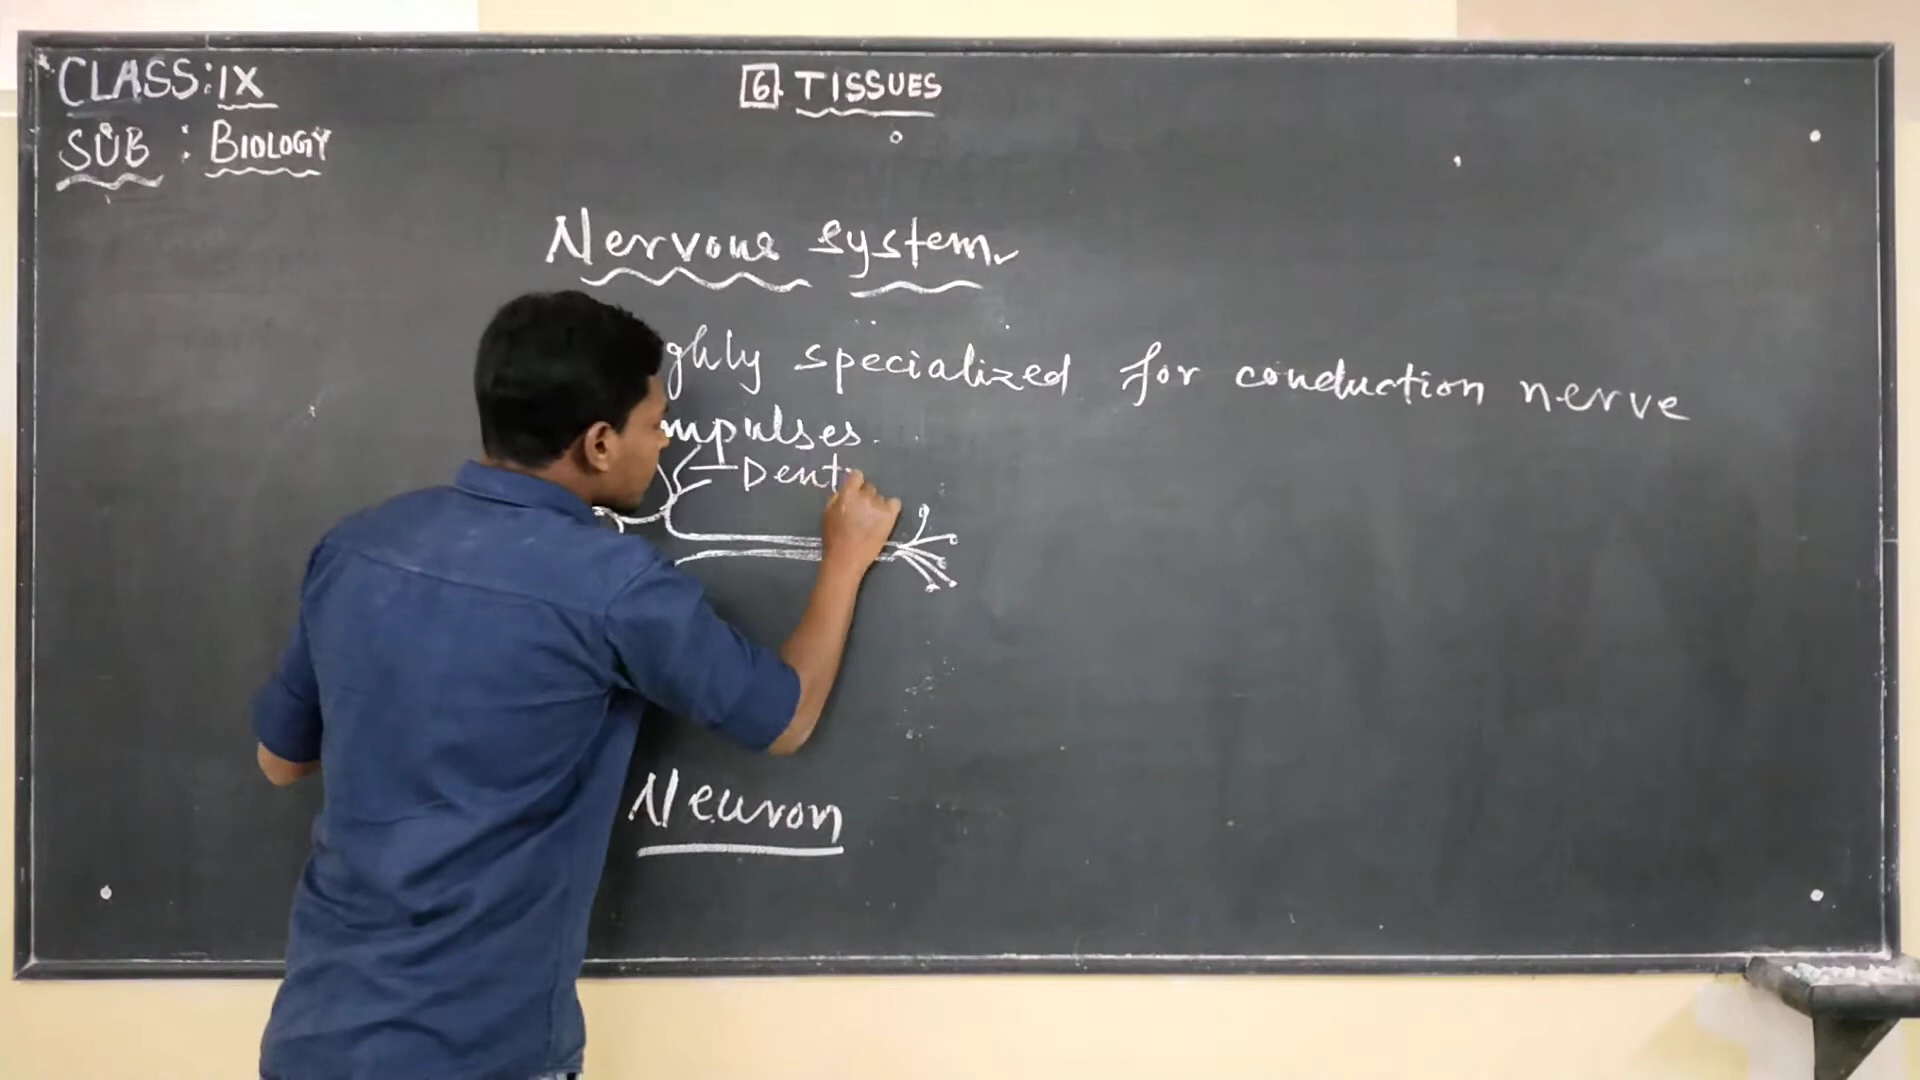 CLASS: IX
SUB : BIOLOGY
6. TISSUES
Nervous system
ghly specialized for conduction nerve
mpulses.
Dent
Neuron